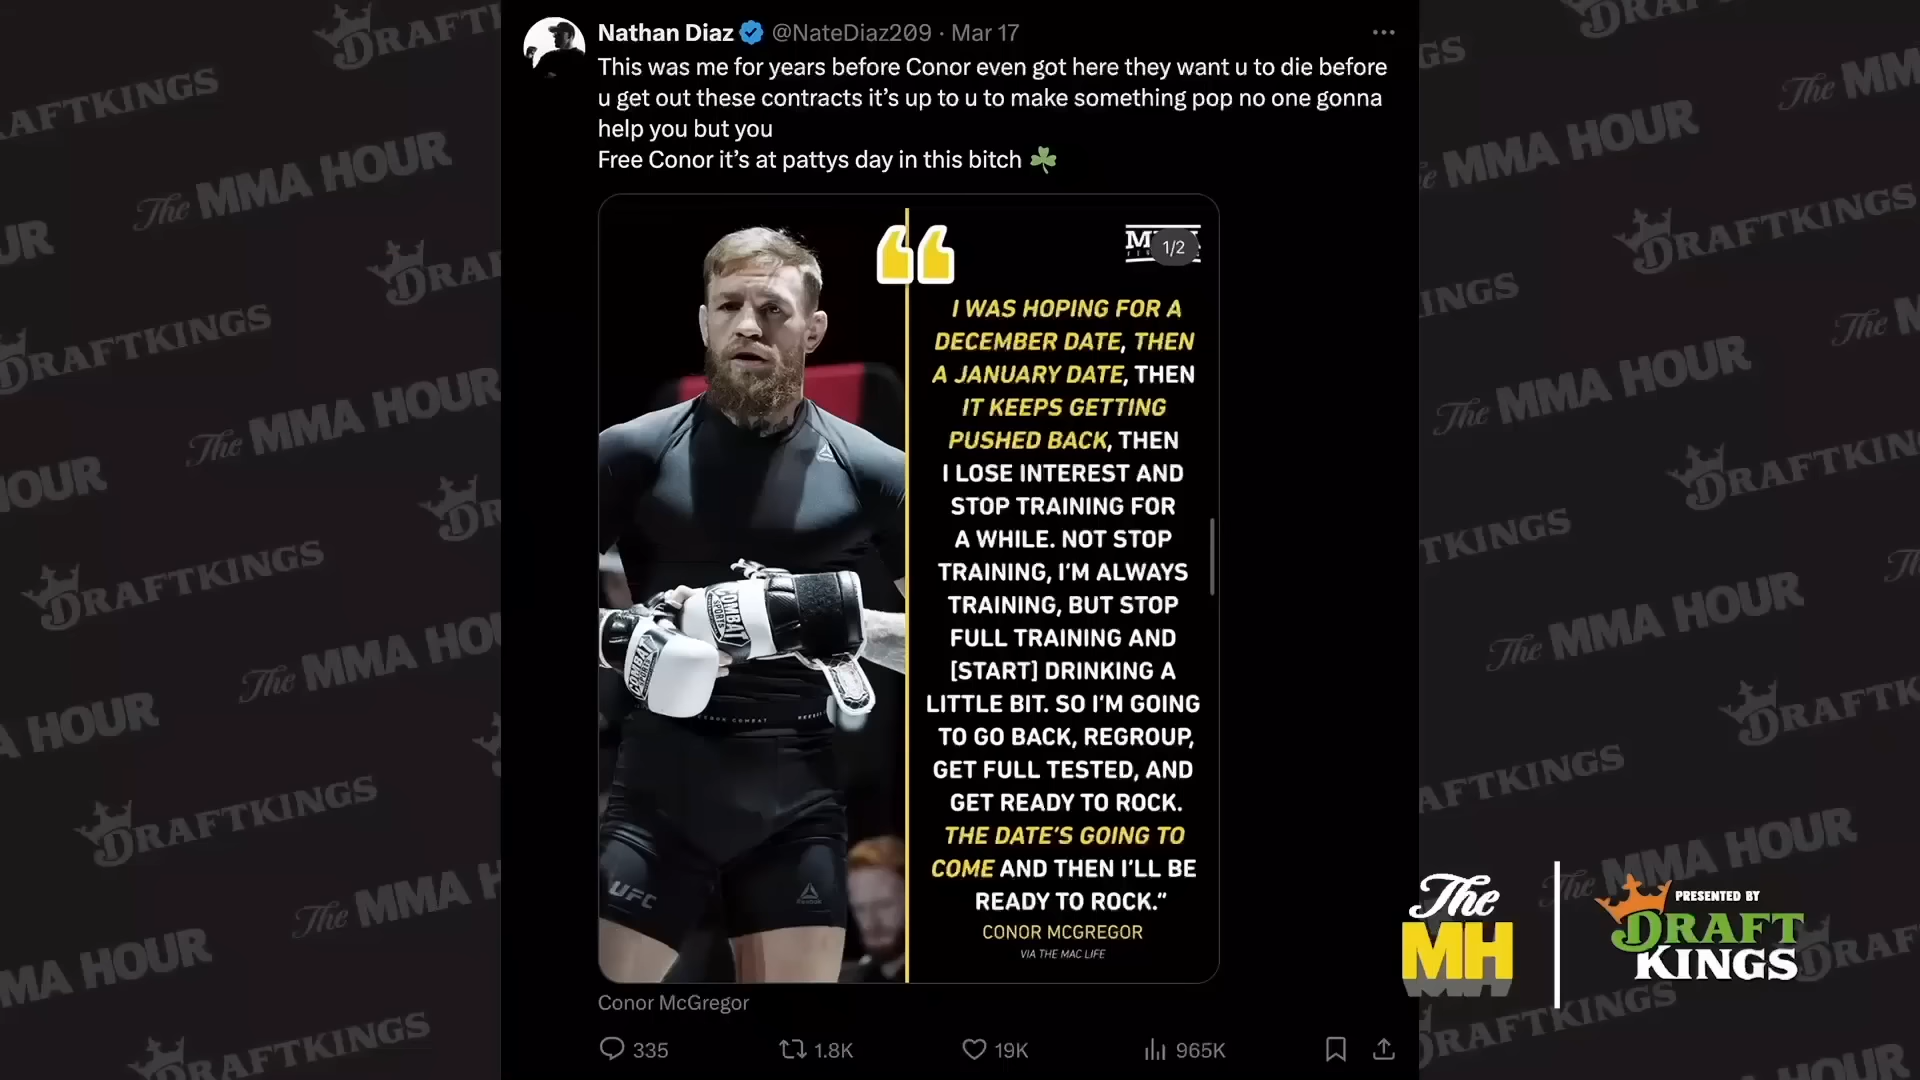 Nathan Diaz @NateDiaz209 · Mar 17
This was me for years before Conor even got here they want u to die before
u get out these contracts it's up to u to make something pop no one gonna
help you but you
Free Conor it's at pattys day in this bitch ☘️
1/2
I WAS HOPING FOR A
DECEMBER DATE, THEN
A JANUARY DATE, THEN
IT KEEPS GETTING
PUSHED BACK, THEN
I LOSE INTEREST AND
STOP TRAINING FOR
A WHILE. NOT STOP
TRAINING, I'M ALWAYS
TRAINING, BUT STOP
FULL TRAINING AND
[START] DRINKING A
LITTLE BIT. SO I'M GOING
TO GO BACK, REGROUP,
GET FULL TESTED, AND
GET READY TO ROCK.
THE DATE'S GOING TO
COME AND THEN I'LL BE
READY TO ROCK."
CONOR MCGREGOR
VIA THE MAC LIFE
COMBAT
SPORTS
COMBAT
SPORTS
UFC
Reebok
Conor McGregor
335 1.8K 19K 965K
The
MH
PRESENTED BY
DRAFT
KINGS
The MMA HOUR
DRAFTKINGS